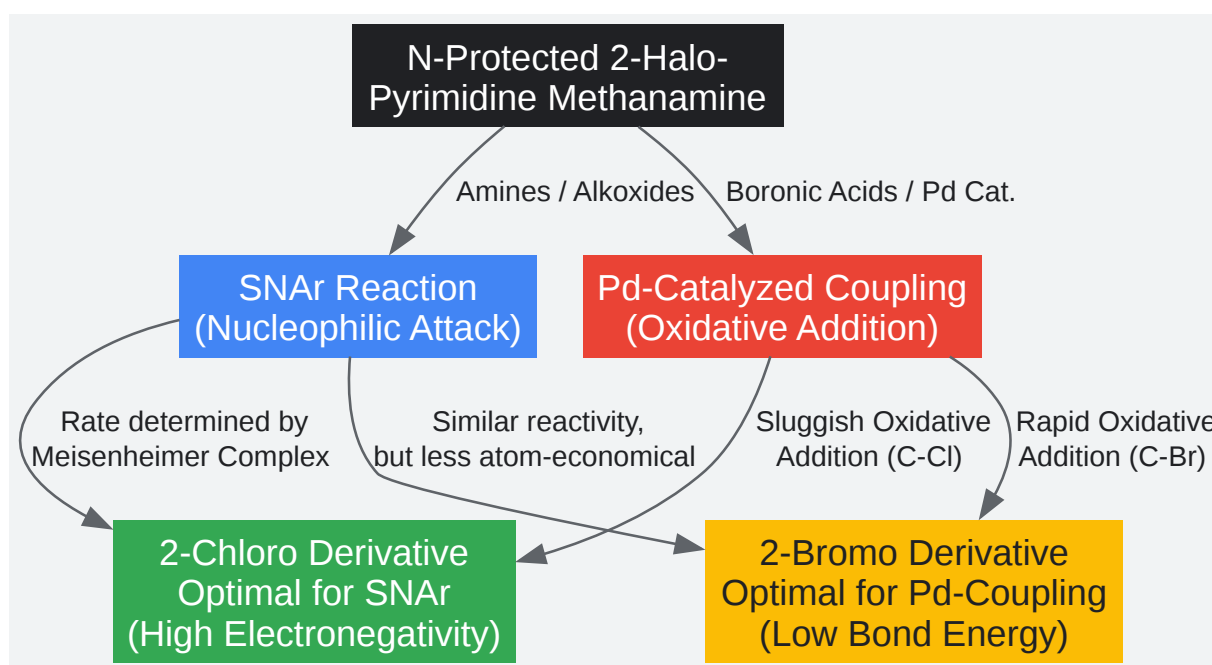 N-Protected 2-Halo-
Pyrimidine Methanamine
Amines / Alkoxides
Boronic Acids / Pd Cat.
SNAr Reaction
(Nucleophilic Attack)
Pd-Catalyzed Coupling
(Oxidative Addition)
Rate determined by
Meisenheimer Complex
Similar reactivity,
but less atom-economical
Sluggish Oxidative
Addition (C-Cl)
Rapid Oxidative
Addition (C-Br)
2-Chloro Derivative
Optimal for SNAr
(High Electronegativity)
2-Bromo Derivative
Optimal for Pd-Coupling
(Low Bond Energy)